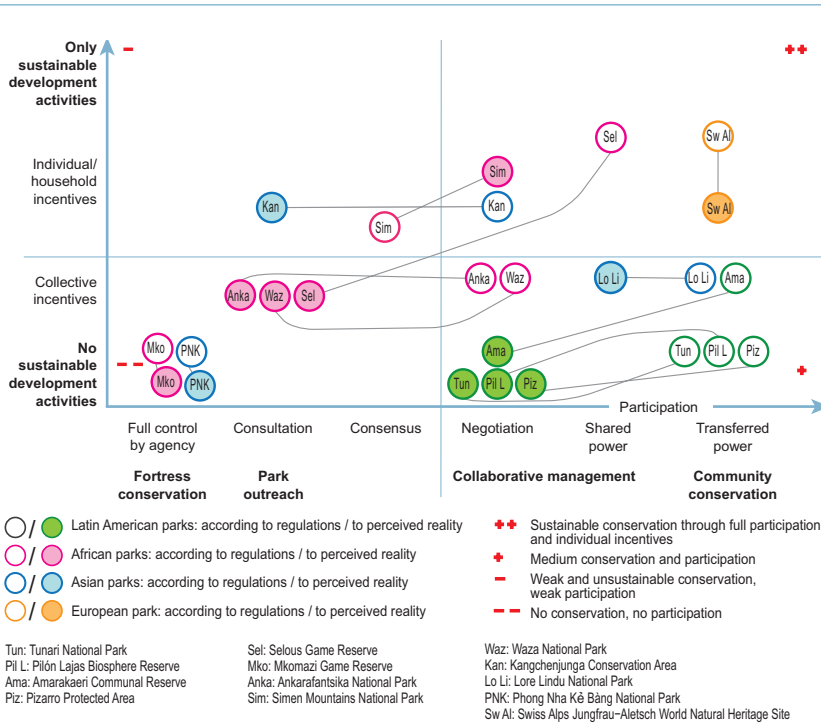 Only
sustainable
development
activities
Individual/
household
incentives
Collective
incentives
No
sustainable
development
activities
Sel
Sw Al
Sim
Kan
Kan
Sim
Sw Al
Anka
Waz
Sel
Anka
Waz
Lo Li
Lo Li
Ama
Mko
PNK
Mko
PNK
Ama
Tun
Pil L
Piz
Tun
Pil L
Piz
Participation
Full control
by agency
Consultation
Consensus
Negotiation
Shared
power
Transferred
power
Fortress
conservation
Park
outreach
Collaborative management
Community
conservation
/ Latin American parks: according to regulations / to perceived reality
/ African parks: according to regulations / to perceived reality
/ Asian parks: according to regulations / to perceived reality
/ European park: according to regulations / to perceived reality
++ Sustainable conservation through full participation
and individual incentives
+ Medium conservation and participation
– Weak and unsustainable conservation,
weak participation
– – No conservation, no participation
Tun: Tunari National Park
Pil L: Pilón Lajas Biosphere Reserve
Ama: Amarakaeri Communal Reserve
Piz: Pizarro Protected Area
Sel: Selous Game Reserve
Mko: Mkomazi Game Reserve
Anka: Ankarafantsika National Park
Sim: Simen Mountains National Park
Waz: Waza National Park
Kan: Kangchenjunga Conservation Area
Lo Li: Lore Lindu National Park
PNK: Phong Nha Kẻ Bàng National Park
Sw Al: Swiss Alps Jungfrau–Aletsch World Natural Heritage Site